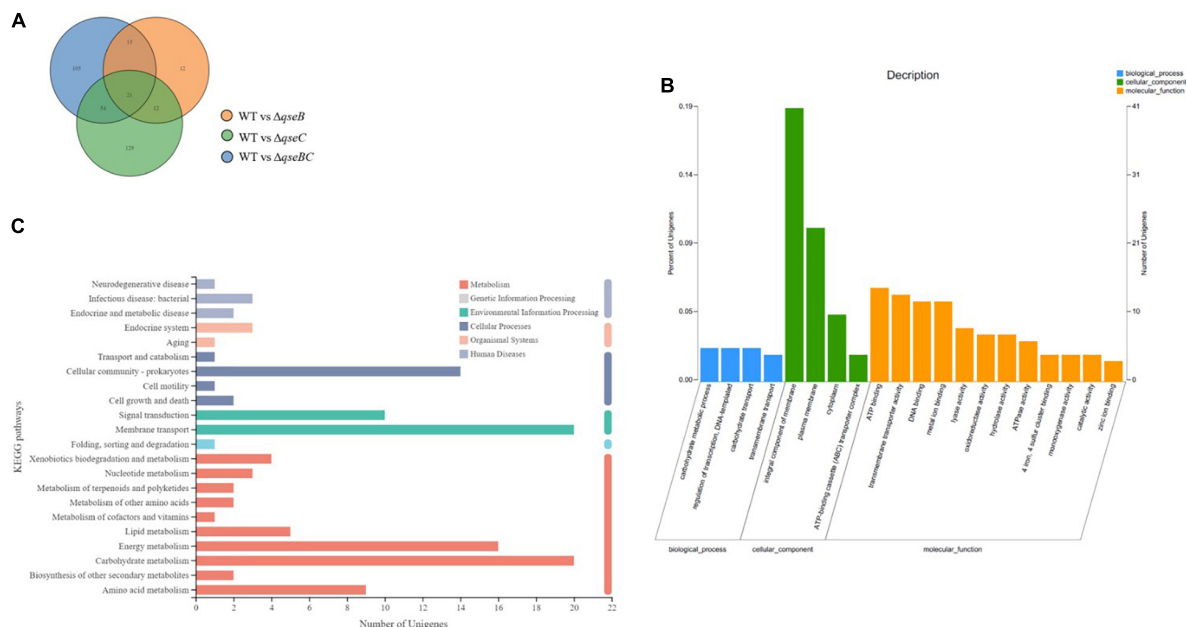 A
15
12
21
12
129
WT vs ΔqseB
WT vs ΔqseC
WT vs ΔqseBC
B
Decription
biological_process
cellular_component
molecular_function
Percent of Unigenes
0.19
0.14
0.09
0.05
0.00
Number of Unigenes
41
31
21
10
0
carbohydrate metabolic process
regulation of transcription, DNA-templated
carbohydrate transport
transmembrane transport
integral component of membrane
plasma membrane
cytoplasm
ATP-binding cassette (ABC) transporter complex
ATP binding
transmembrane transporter activity
DNA binding
metal ion binding
lyase activity
oxidoreductase activity
hydrolase activity
ATPase activity
4 iron, 4 sulfur cluster binding
monooxygenase activity
catalytic activity
zinc ion binding
biological_process
cellular_component
molecular_function
C
KEGG pathways
Neurodegenerative disease
Infectious disease: bacterial
Endocrine and metabolic disease
Endocrine system
Aging
Transport and catabolism
Cellular community - prokaryotes
Cell motility
Cell growth and death
Signal transduction
Membrane transport
Folding, sorting and degradation
Xenobiotics biodegradation and metabolism
Nucleotide metabolism
Metabolism of terpenoids and polyketides
Metabolism of other amino acids
Metabolism of cofactors and vitamins
Lipid metabolism
Energy metabolism
Carbohydrate metabolism
Biosynthesis of other secondary metabolites
Amino acid metabolism
Metabolism
Genetic Information Processing
Environmental Information Processing
Cellular Processes
Organismal Systems
Human Diseases
0 2 4 6 8 10 12 14 16 18 20 22
Number of Unigenes